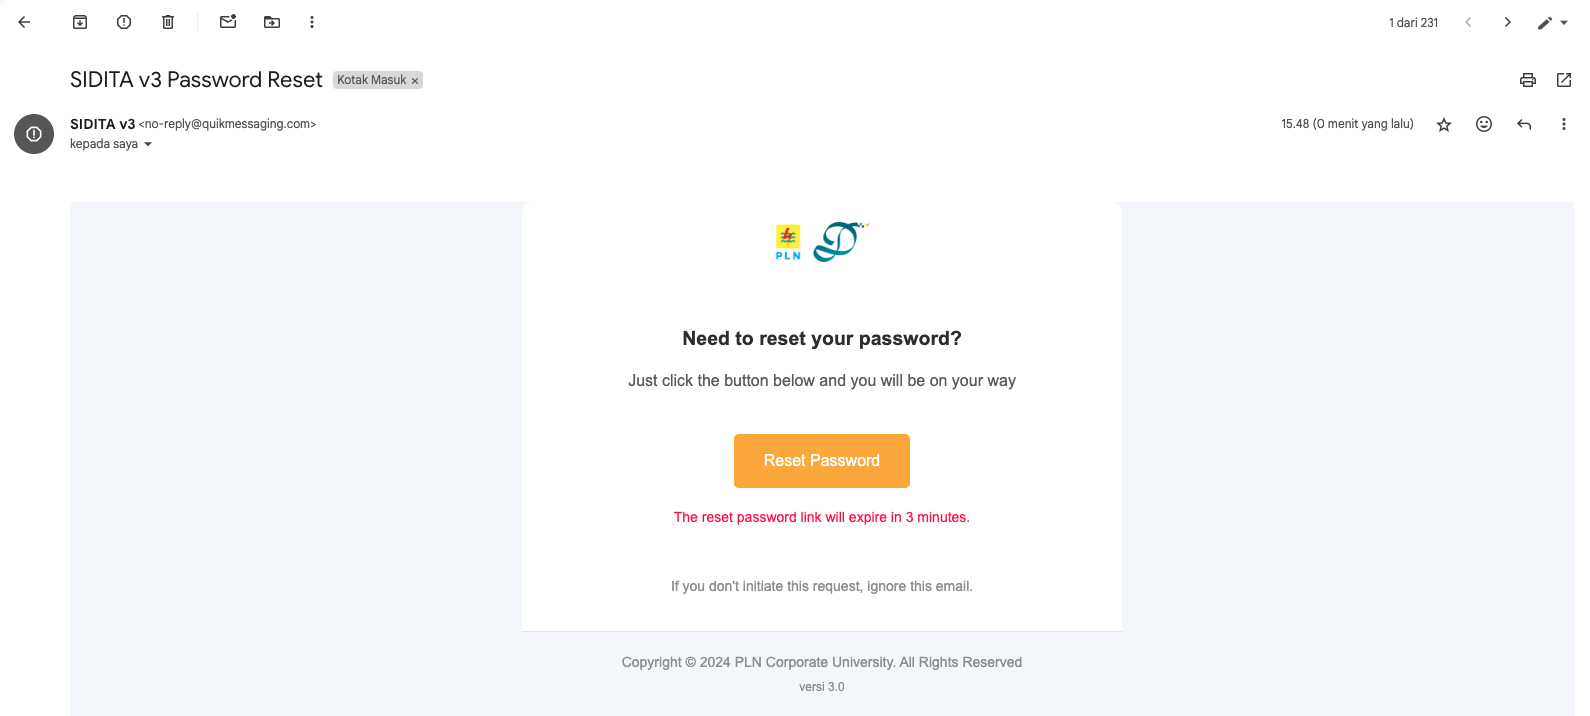 1 dari 231
SIDITA v3 Password Reset
Kotak Masuk ×
SIDITA v3 <no-reply@quikmessaging.com>
15.48 (0 menit yang lalu)
kepada saya
PLN
Need to reset your password?
Just click the button below and you will be on your way
Reset Password
The reset password link will expire in 3 minutes.
If you don't initiate this request, ignore this email.
Copyright © 2024 PLN Corporate University. All Rights Reserved
versi 3.0